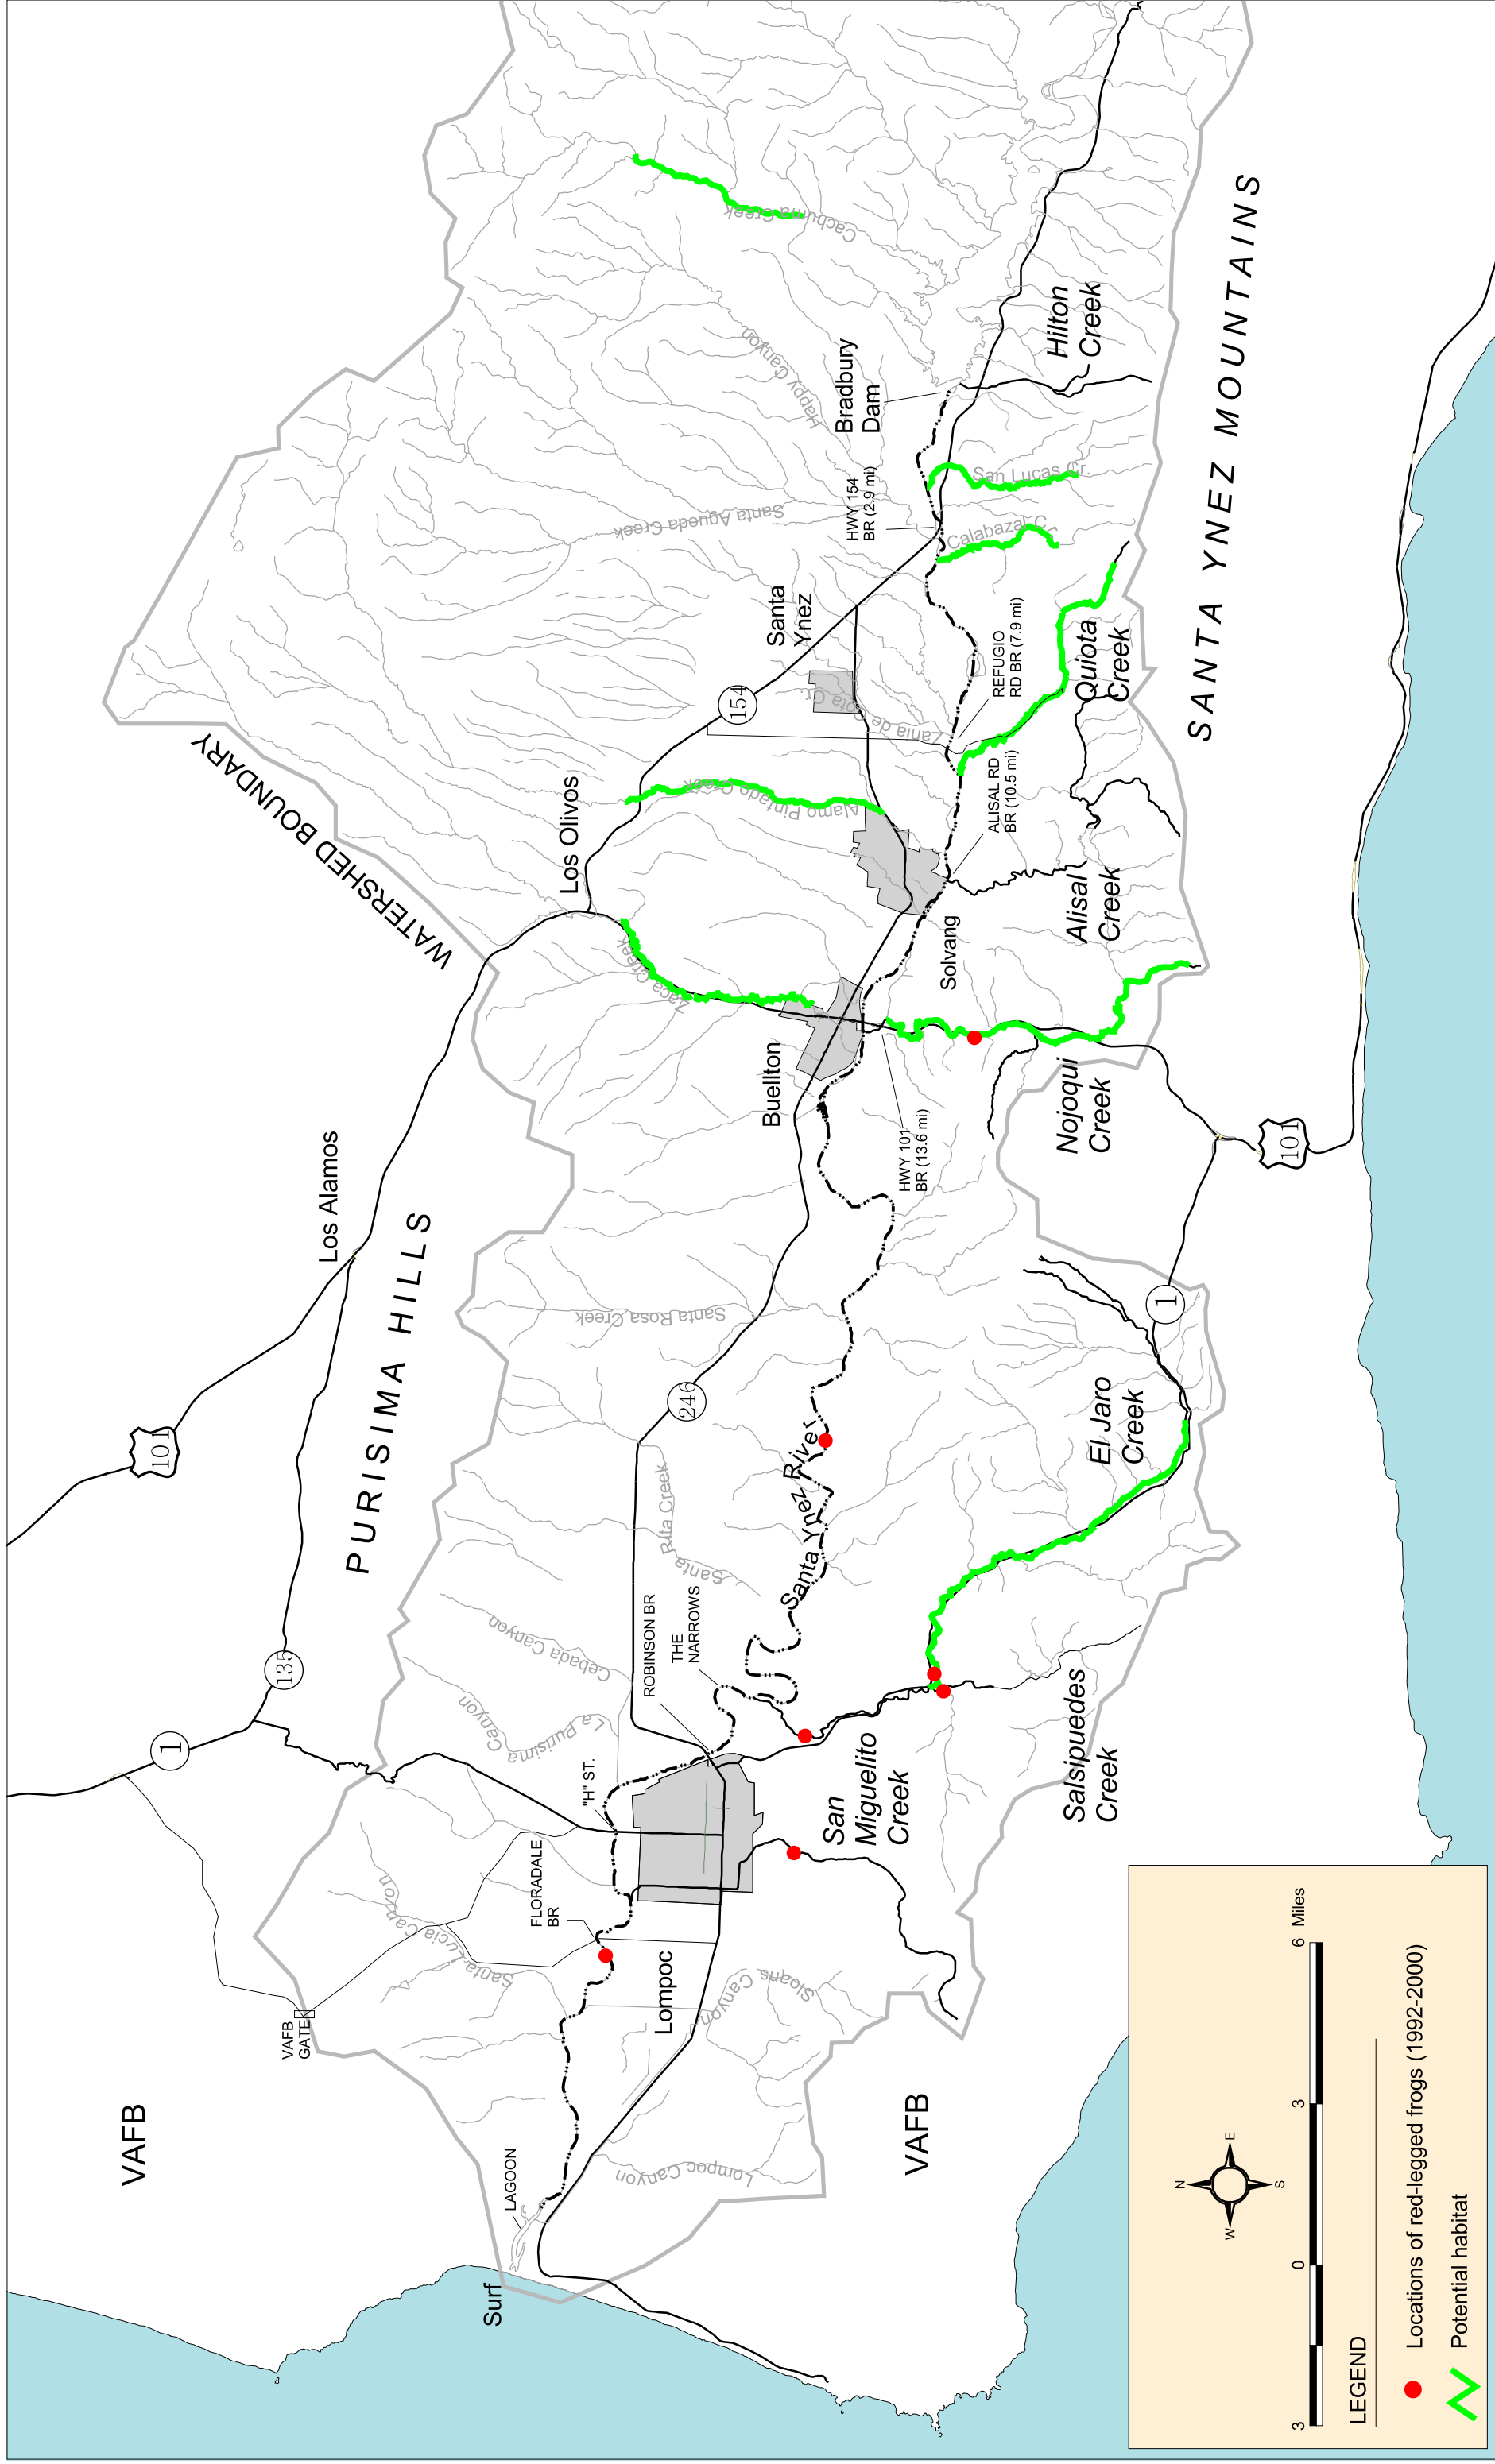 VAFB
VAFB
GATE
Surf
LAGOON
Lompoc Canyon
Sloans Canyon
Santa Lucia Canyon
FLORADALE
BR
Lompoc
"H" ST.
La Purisima
Canyon
Cebada Canyon
ROBINSON BR
THE
NARROWS
Santa Rita Creek
Santa Ynez River
Santa Rosa Creek
1
135
101
246
PURISIMA HILLS
Los Alamos
WATERSHED BOUNDARY
Los Olivos
Zaca Creek
Alamo Pintado Creek
Buellton
Solvang
154
Santa
Ynez
Zania de Cota Cr.
Santa Agueda Creek
Happy Canyon
Cachuma Creek
Bradbury
Dam
Hilton
Creek
HWY 154
BR (2.9 mi)
San Lucas Cr.
Calabazal C
REFUGIO
RD BR (7.9 mi)
Quiota
Creek
ALISAL RD
BR (10.5 mi)
Alisal
Creek
HWY 101
BR (13.6 mi)
Nojoqui
Creek
SANTA YNEZ MOUNTAINS
101
1
El Jaro
Creek
Salsipuedes
Creek
San
Miguelito
Creek
VAFB
N
W
E
S
3
0
3
6
Miles
LEGEND
Locations of red-legged frogs (1992-2000)
Potential habitat